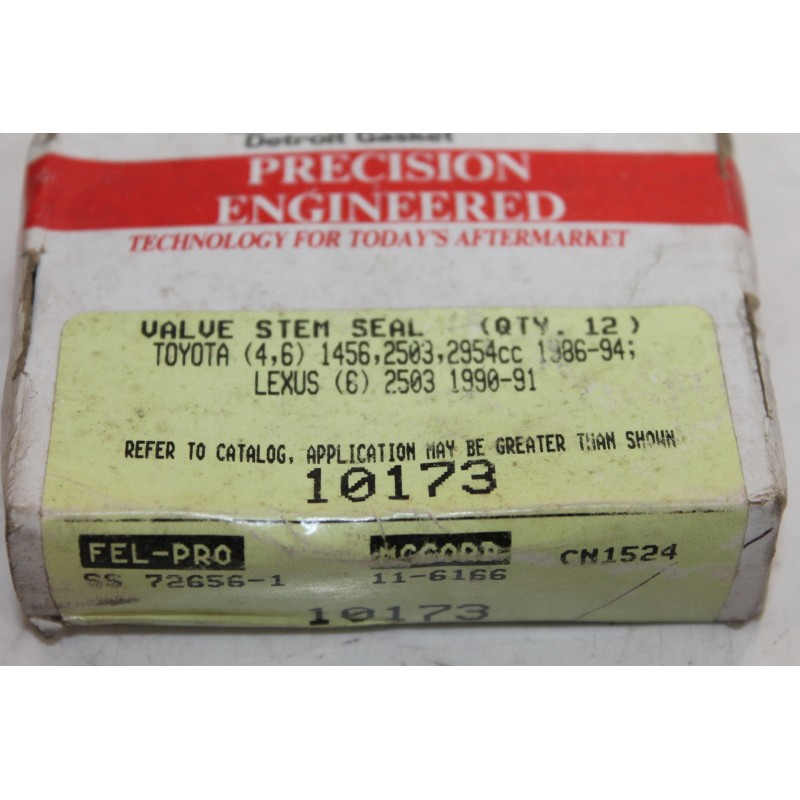 Detroit Gasket
PRECISION
ENGINEERED
TECHNOLOGY FOR TODAY'S AFTERMARKET
VALVE STEM SEAL (QTY. 12)
TOYOTA (4,6) 1456,2503,2954cc 1986-94;
LEXUS (6) 2503 1990-91
REFER TO CATALOG, APPLICATION MAY BE GREATER THAN SHOWN
10173
FEL-PRO MCCORD CN1524
SS 72656-1 11-6166
10173